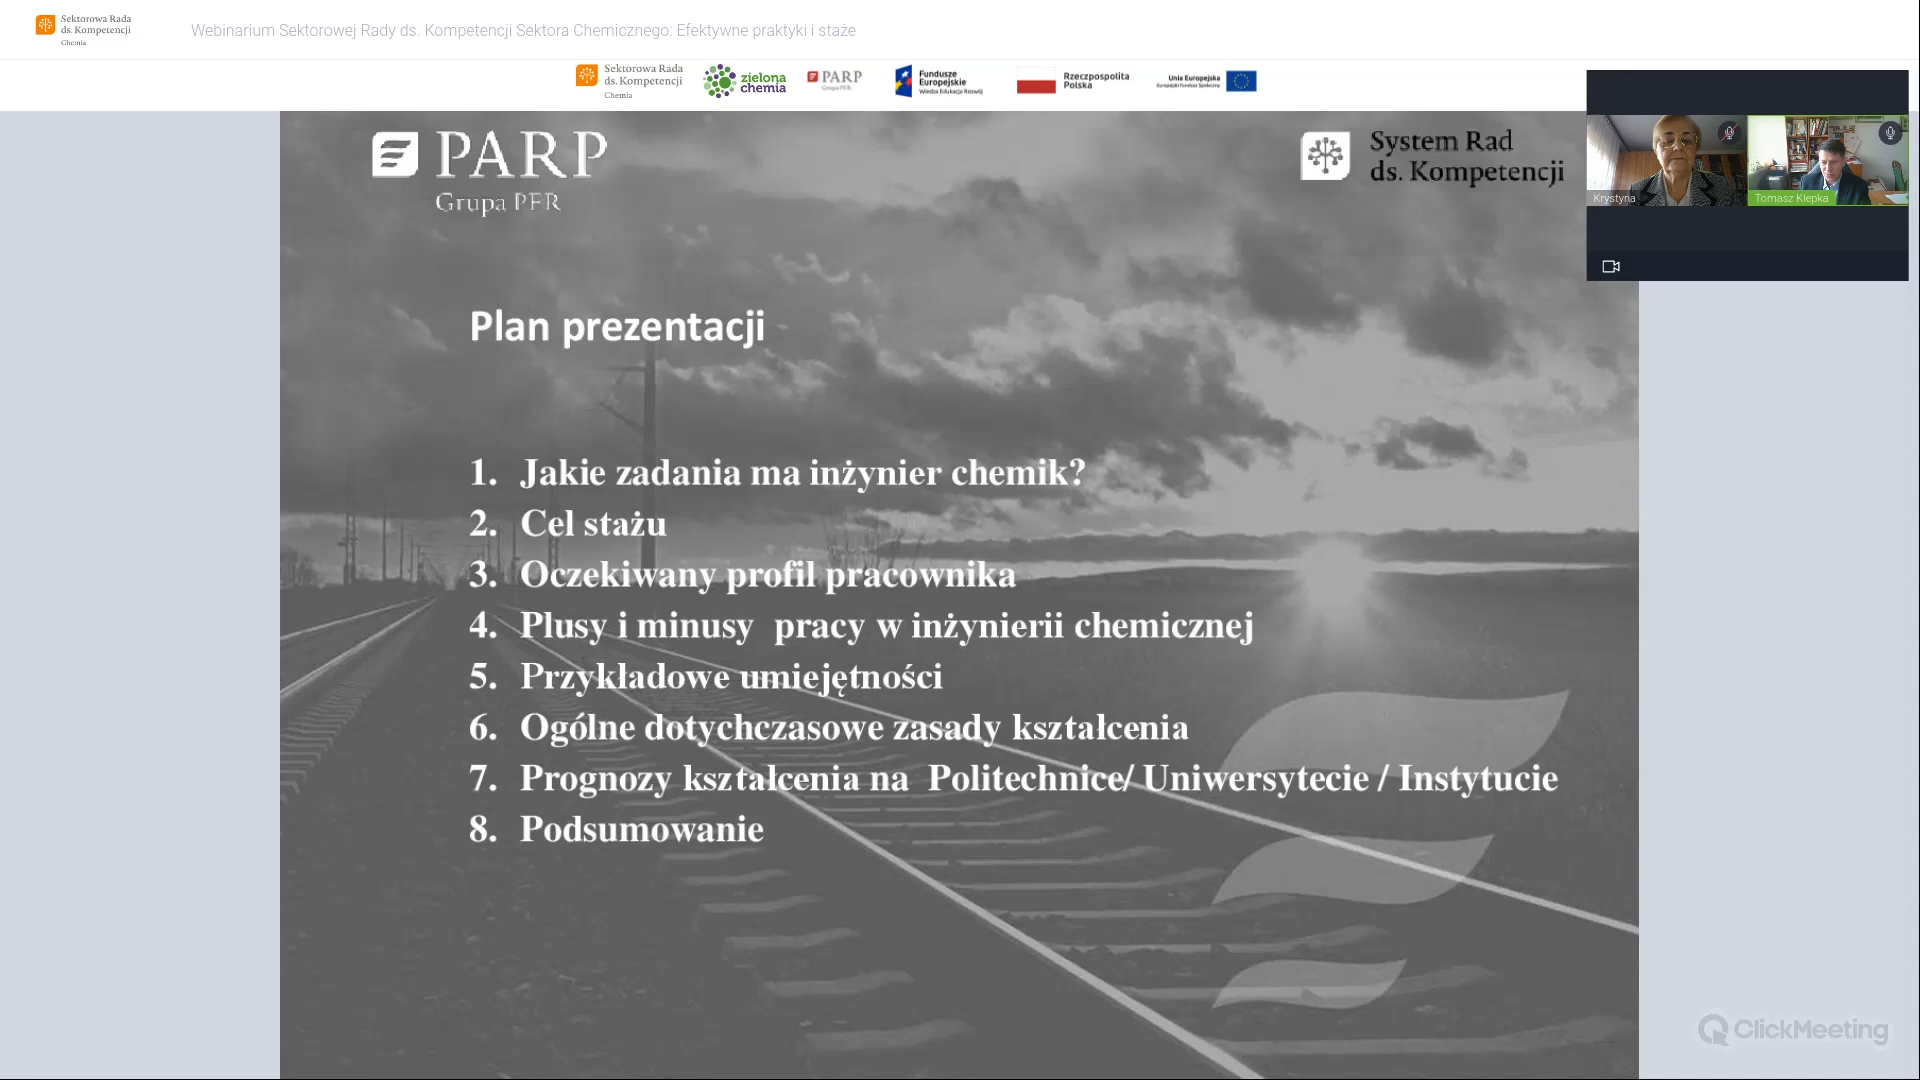 Sektorowa Rada
ds. Kompetencji
Chemia
Webinarium Sektorowej Rady ds. Kompetencji Sektora Chemicznego: Efektywne praktyki i staże
Sektorowa Rada
ds. Kompetencji
Chemia
zielona
chemia
PARP
Grupa PFR
Fundusze
Europejskie
Wiedza Edukacja Rozwój
Rzeczpospolita
Polska
Unia Europejska
Europejski Fundusz Społeczny
PARP
Grupa PFR
System Rad
ds. Kompetencji
Krystyna
Tomasz Klepka
Plan prezentacji
1. Jakie zadania ma inżynier chemik?
2. Cel stażu
3. Oczekiwany profil pracownika
4. Plusy i minusy  pracy w inżynierii chemicznej
5. Przykładowe umiejętności
6. Ogólne dotychczasowe zasady kształcenia
7. Prognozy kształcenia na  Politechnice/ Uniwersytecie / Instytucie
8. Podsumowanie
ClickMeeting